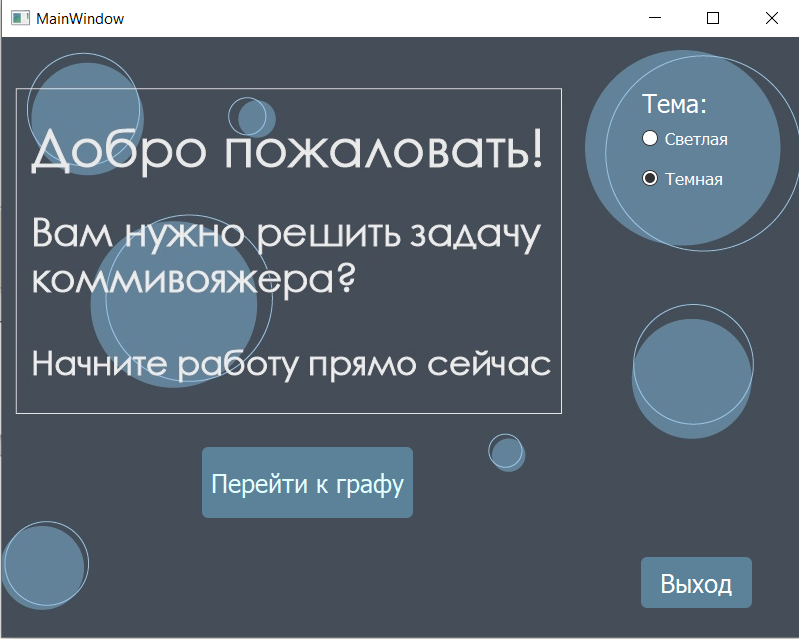 MainWindow
Добро пожаловать!
Вам нужно решить задачу
коммивояжера?
Начните работу прямо сейчас
Тема:
Светлая
Темная
Перейти к графу
Выход